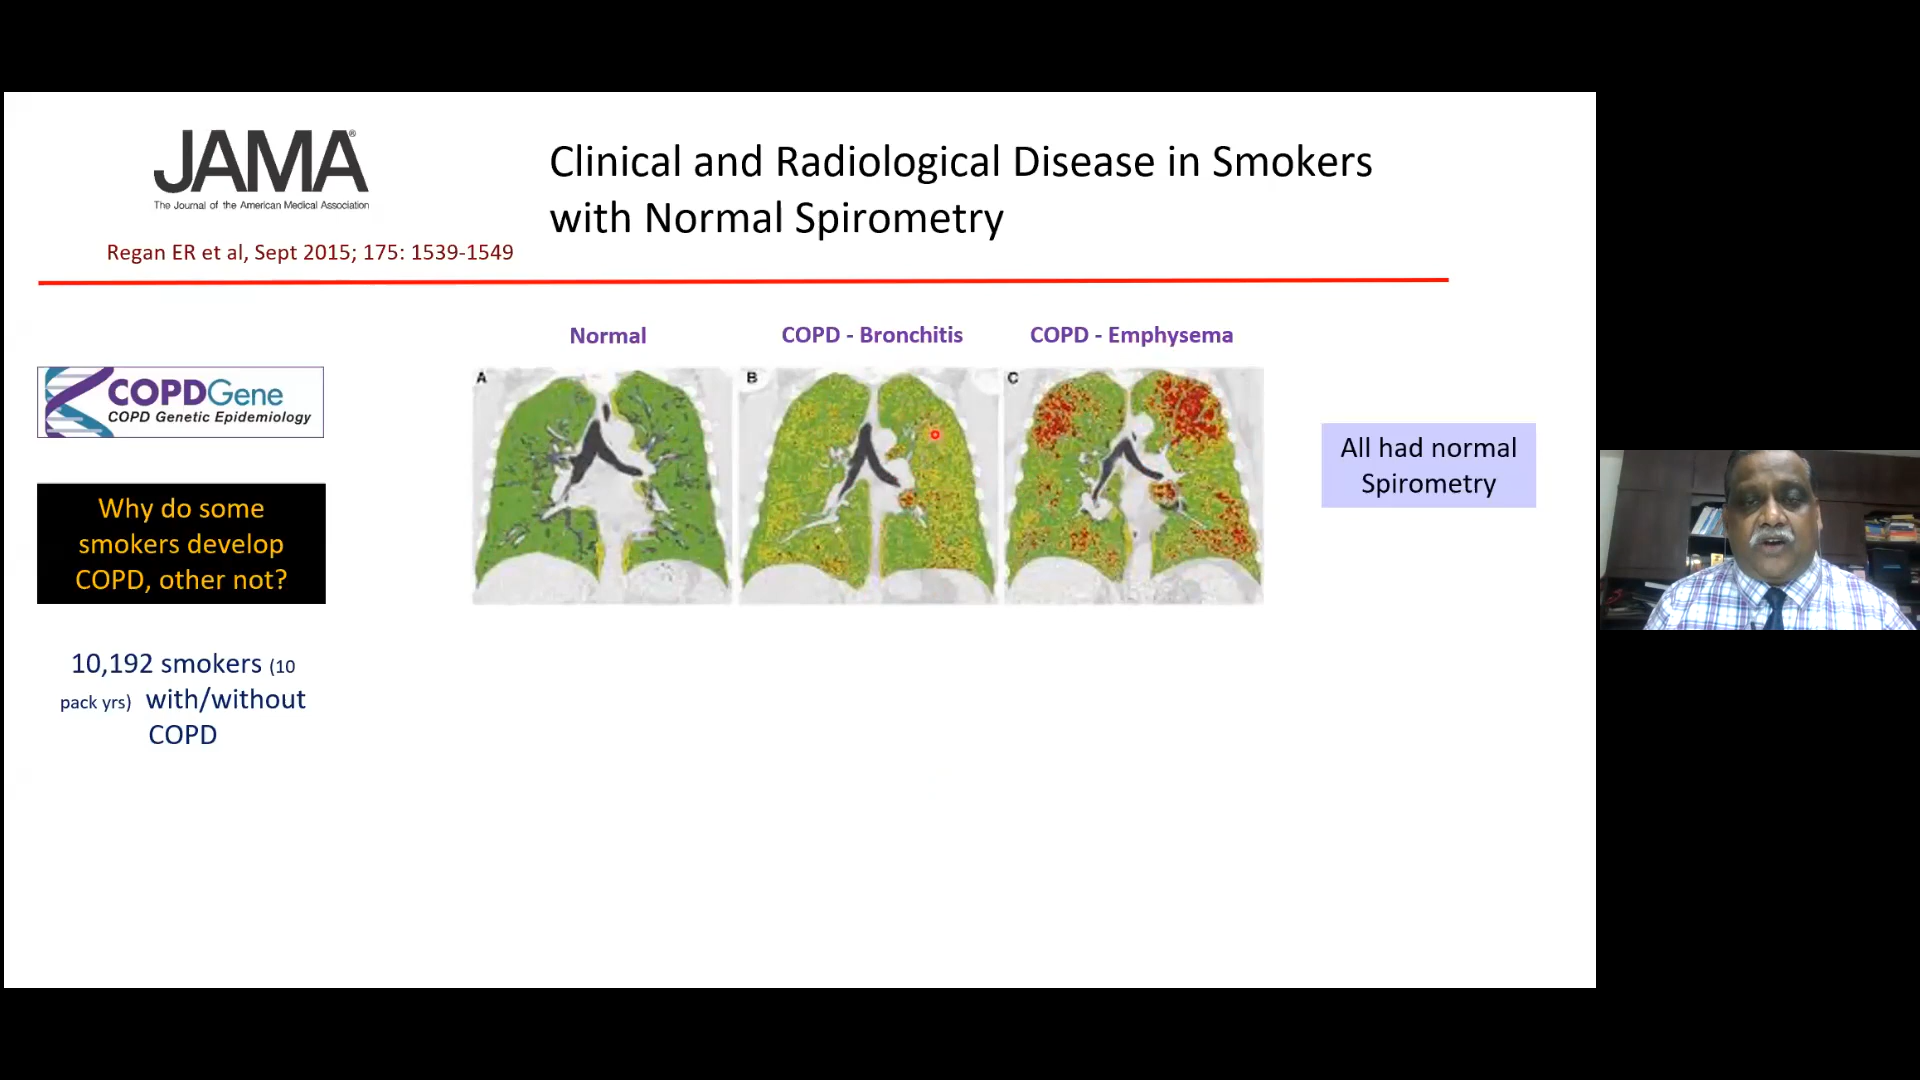 JAMA®
The Journal of the American Medical Association
Regan ER et al, Sept 2015; 175: 1539-1549
Clinical and Radiological Disease in Smokers
with Normal Spirometry
COPDGene
COPD Genetic Epidemiology
Why do some
smokers develop
COPD, other not?
10,192 smokers (10
pack yrs) with/without
COPD
Normal
COPD - Bronchitis
COPD - Emphysema
A
B
C
All had normal
Spirometry